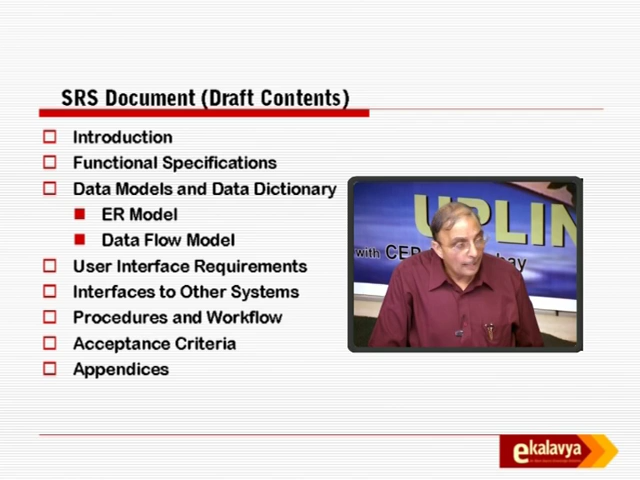 SRS Document (Draft Contents)
Introduction
Functional Specifications
Data Models and Data Dictionary
ER Model
Data Flow Model
User Interface Requirements
Interfaces to Other Systems
Procedures and Workflow
Acceptance Criteria
Appendices
UPLIN
with CEP
bay
ekalavya